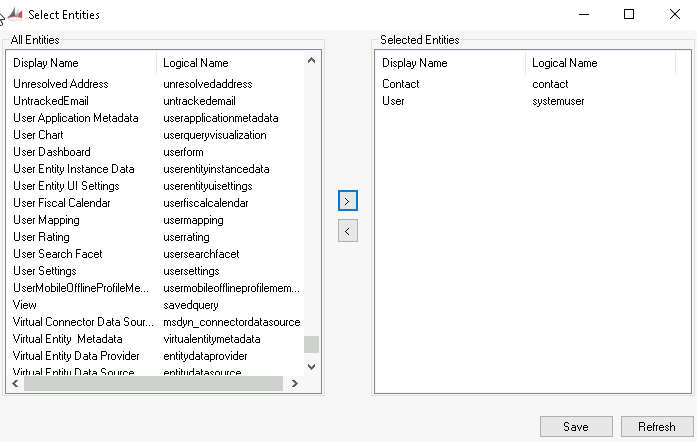 Select Entities
All Entities
Display Name Logical Name
Unresolved Address unresolvedaddress
UntrackedEmail untrackedemail
User Application Metadata userapplicationmetadata
User Chart userqueryvisualization
User Dashboard userform
User Entity Instance Data userentityinstancedata
User Entity UI Settings userentityuisettings
User Fiscal Calendar userfiscalcalendar
User Mapping usermapping
User Rating userrating
User Search Facet usersearchfacet
User Settings usersettings
UserMobileOfflineProfileMe... usermobileofflineprofilemem...
View savedquery
Virtual Connector Data Sour... msdyn_connectordatasource
Virtual Entity Metadata virtualentitymetadata
Virtual Entity Data Provider entitydataprovider
Virtual Entity Data Source entitydatasource
>
<
Selected Entities
Display Name Logical Name
Contact contact
User systemuser
Save Refresh